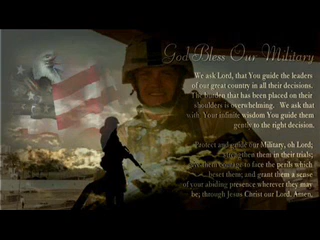 God Bless Our Military
We ask Lord, that You guide the leaders
of our great country in all their decisions.
The burden that has been placed on their
shoulders is overwhelming. We ask that
with Your infinite wisdom You guide them
gently to the right decision.
Protect and guide our Military, oh Lord;
strengthen them in their trials;
give them courage to face the perils which
beset them; and grant them a sense
of your abiding presence wherever they may
be; through Jesus Christ our Lord. Amen.